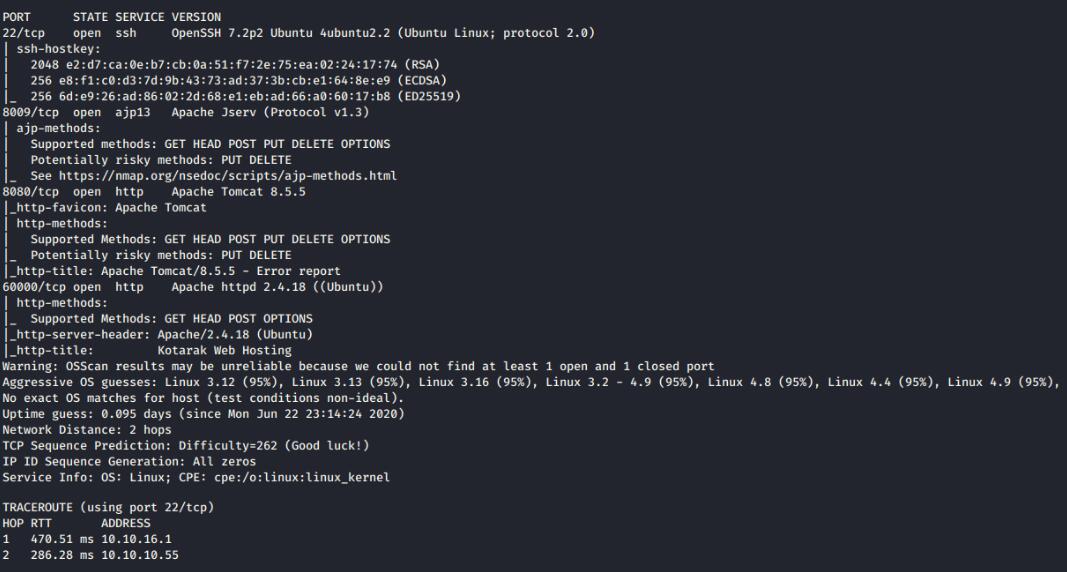 PORT      STATE SERVICE VERSION
22/tcp    open  ssh     OpenSSH 7.2p2 Ubuntu 4ubuntu2.2 (Ubuntu Linux; protocol 2.0)
| ssh-hostkey:
|   2048 e2:d7:ca:0e:b7:cb:0a:51:f7:2e:75:ea:02:24:17:74 (RSA)
|   256 e8:f1:c0:d3:7d:9b:43:73:ad:37:3b:cb:e1:64:8e:e9 (ECDSA)
|_  256 6d:e9:26:ad:86:02:2d:68:e1:eb:ad:66:a0:60:17:b8 (ED25519)
8009/tcp  open  ajp13   Apache Jserv (Protocol v1.3)
| ajp-methods:
|   Supported methods: GET HEAD POST PUT DELETE OPTIONS
|   Potentially risky methods: PUT DELETE
|_  See https://nmap.org/nsedoc/scripts/ajp-methods.html
8080/tcp  open  http    Apache Tomcat 8.5.5
|_http-favicon: Apache Tomcat
| http-methods:
|   Supported Methods: GET HEAD POST PUT DELETE OPTIONS
|_  Potentially risky methods: PUT DELETE
|_http-title: Apache Tomcat/8.5.5 - Error report
60000/tcp open  http    Apache httpd 2.4.18 ((Ubuntu))
| http-methods:
|_  Supported Methods: GET HEAD POST OPTIONS
|_http-server-header: Apache/2.4.18 (Ubuntu)
|_http-title:         Kotarak Web Hosting
Warning: OSScan results may be unreliable because we could not find at least 1 open and 1 closed port
Aggressive OS guesses: Linux 3.12 (95%), Linux 3.13 (95%), Linux 3.16 (95%), Linux 3.2 - 4.9 (95%), Linux 4.8 (95%), Linux 4.4 (95%), Linux 4.9 (95%),
No exact OS matches for host (test conditions non-ideal).
Uptime guess: 0.095 days (since Mon Jun 22 23:14:24 2020)
Network Distance: 2 hops
TCP Sequence Prediction: Difficulty=262 (Good luck!)
IP ID Sequence Generation: All zeros
Service Info: OS: Linux; CPE: cpe:/o:linux:linux_kernel

TRACEROUTE (using port 22/tcp)
HOP RTT       ADDRESS
1   470.51 ms 10.10.16.1
2   286.28 ms 10.10.10.55